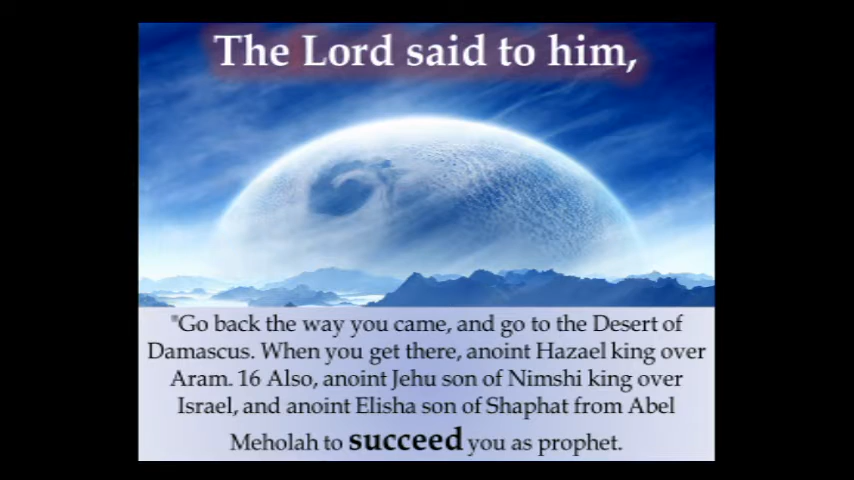 The Lord said to him,
"Go back the way you came, and go to the Desert of
Damascus. When you get there, anoint Hazael king over
Aram. 16 Also, anoint Jehu son of Nimshi king over
Israel, and anoint Elisha son of Shaphat from Abel
Meholah to succeed you as prophet.